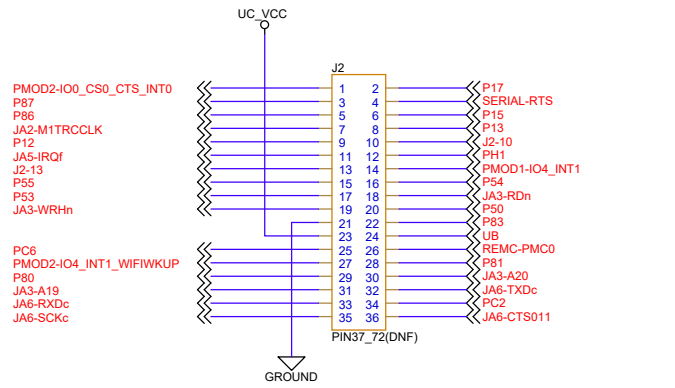 UC_VCC
J2
PMOD2-IO0_CS0_CTS_INT0 1 2 P17
P87 3 4 SERIAL-RTS
P86 5 6 P15
JA2-M1TRCCLK 7 8 P13
P12 9 10 J2-10
JA5-IRQf 11 12 PH1
J2-13 13 14 PMOD1-IO4_INT1
P55 15 16 P54
P53 17 18 JA3-RDn
JA3-WRHn 19 20 P50
21 22 P83
23 24 UB
PC6 25 26 REMC-PMC0
PMOD2-IO4_INT1_WIFIWKUP 27 28 P81
P80 29 30 JA3-A20
JA3-A19 31 32 JA6-TXDc
JA6-RXDc 33 34 PC2
JA6-SCKc 35 36 JA6-CTS011
PIN37_72(DNF)
GROUND